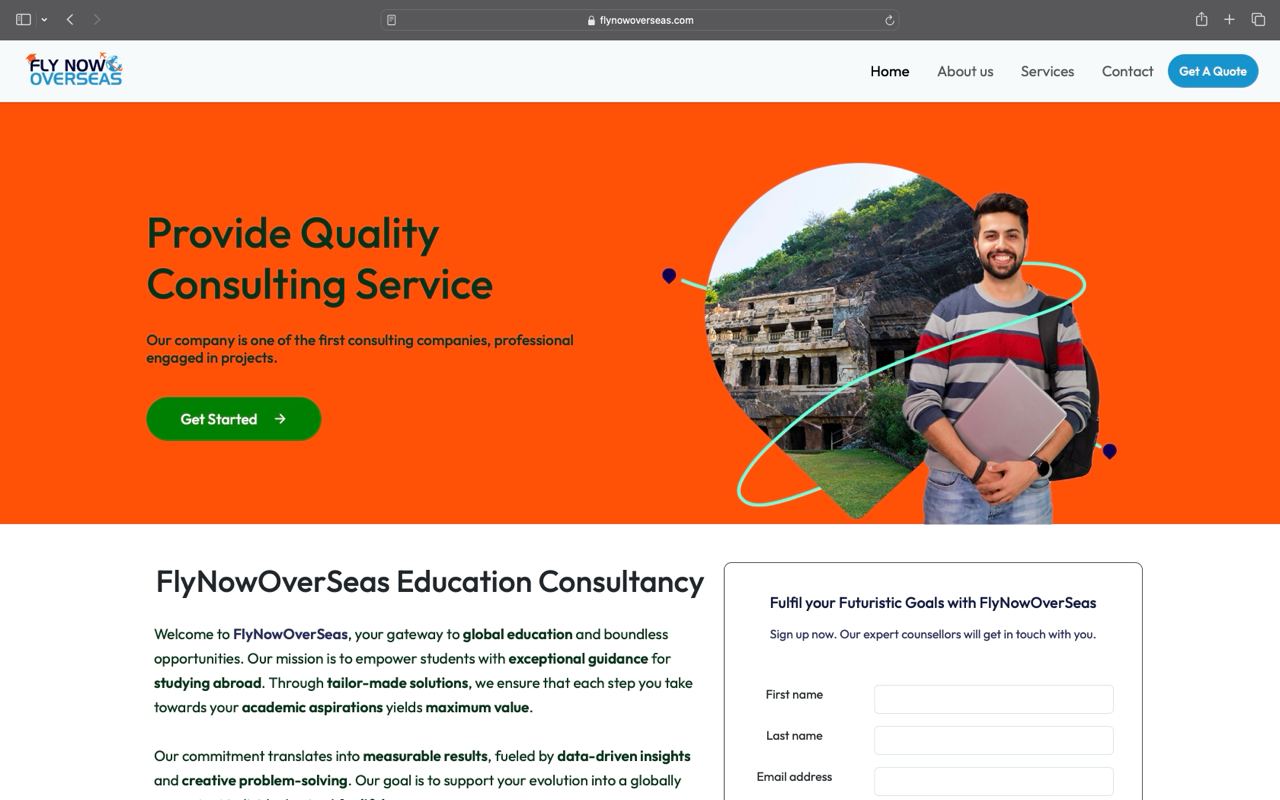 flynowoverseas.com
FLY NOW
OVERSEAS
Home
About us
Services
Contact
Get A Quote
Provide Quality
Consulting Service
Our company is one of the first consulting companies, professional
engaged in projects.
Get Started
FlyNowOverSeas Education Consultancy
Welcome to FlyNowOverSeas, your gateway to global education and boundless
opportunities. Our mission is to empower students with exceptional guidance for
studying abroad. Through tailor-made solutions, we ensure that each step you take
towards your academic aspirations yields maximum value.
Our commitment translates into measurable results, fueled by data-driven insights
and creative problem-solving. Our goal is to support your evolution into a globally
Fulfil your Futuristic Goals with FlyNowOverSeas
Sign up now. Our expert counsellors will get in touch with you.
First name
Last name
Email address